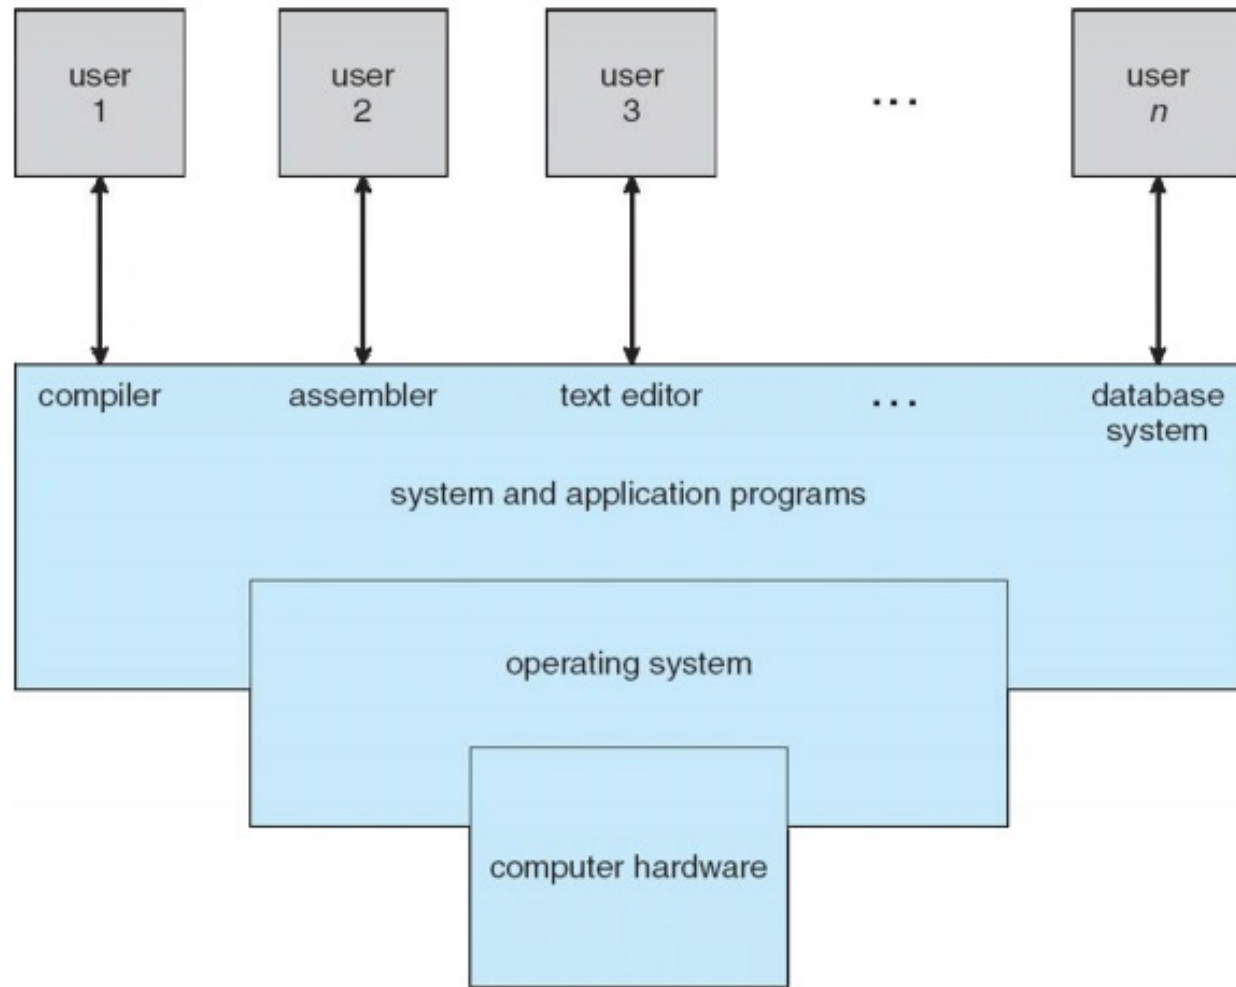 user
1
user
2
user
3
...
user
n
compiler
assembler
text editor
...
database
system
system and application programs
operating system
computer hardware